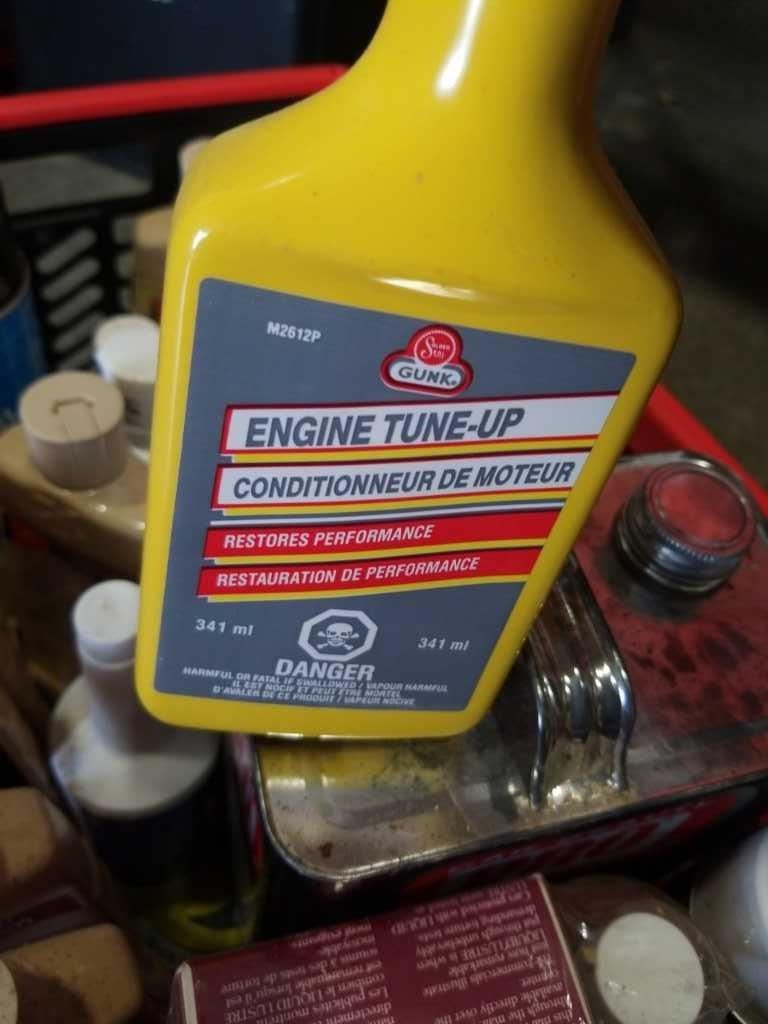 M2612P
SOLDER SEAL
GUNK®
ENGINE TUNE-UP
CONDITIONNEUR DE MOTEUR
RESTORES PERFORMANCE
RESTAURATION DE PERFORMANCE
341 ml
341 ml
DANGER
HARMFUL OR FATAL IF SWALLOWED / VAPOUR HARMFUL
IL EST NOCIF ET PEUT ÊTRE MORTEL
D'AVALER DE CE PRODUIT / VAPEUR NOCIVE